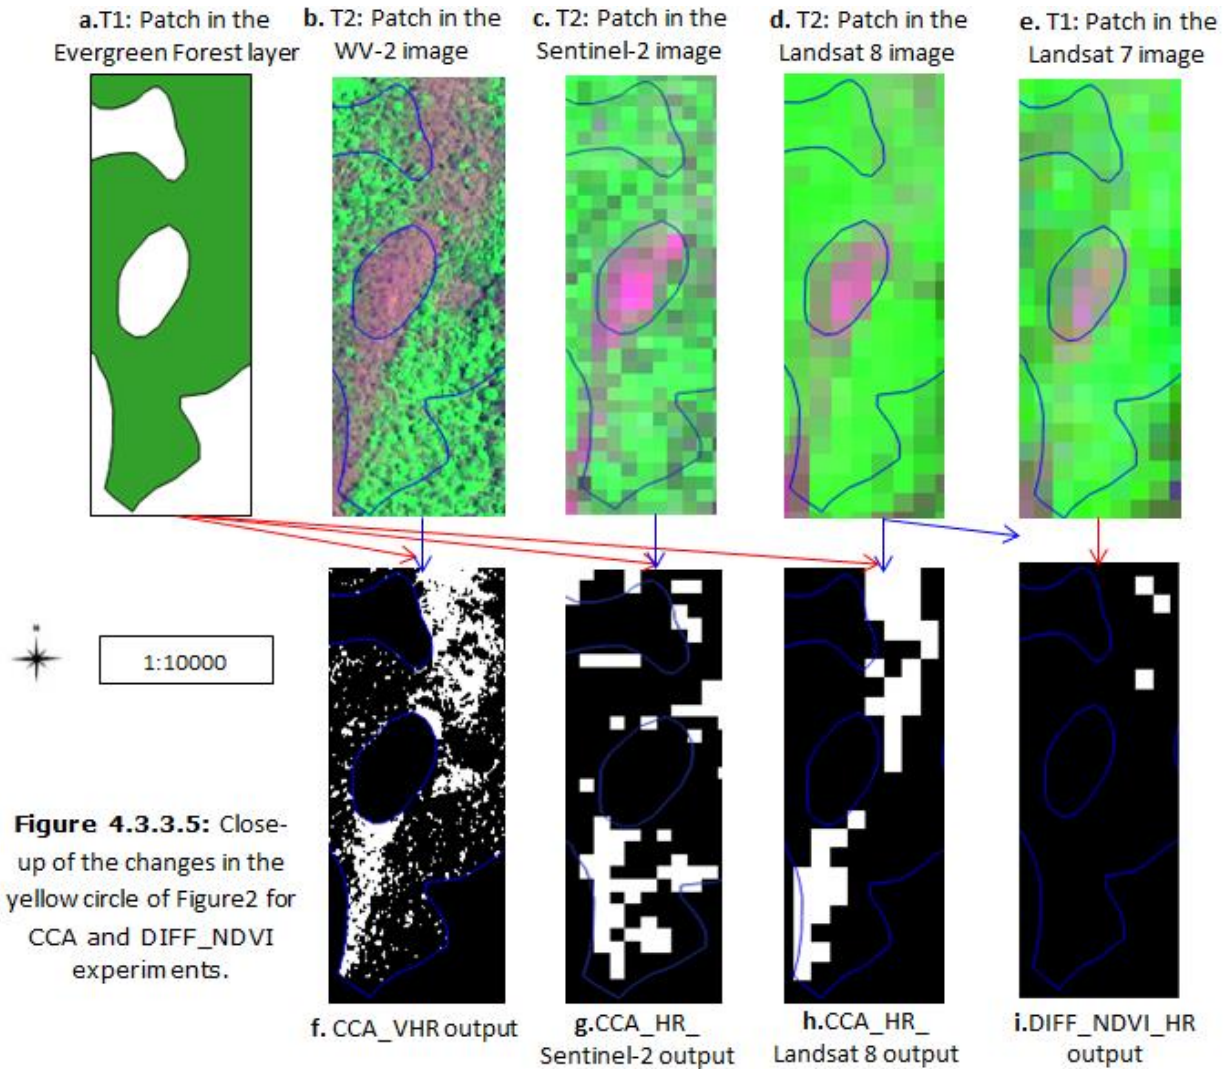 a.T1: Patch in the
Evergreen Forest layer
b. T2: Patch in the
WV-2 image
c. T2: Patch in the
Sentinel-2 image
d. T2: Patch in the
Landsat 8 image
e. T1: Patch in the
Landsat 7 image
1:10000
Figure 4.3.3.5: Close-
up of the changes in the
yellow circle of Figure2 for
CCA and DIFF_NDVI
experiments.
f. CCA_VHR output
g.CCA_HR_
Sentinel-2 output
h.CCA_HR_
Landsat 8 output
i.DIFF_NDVI_HR
output